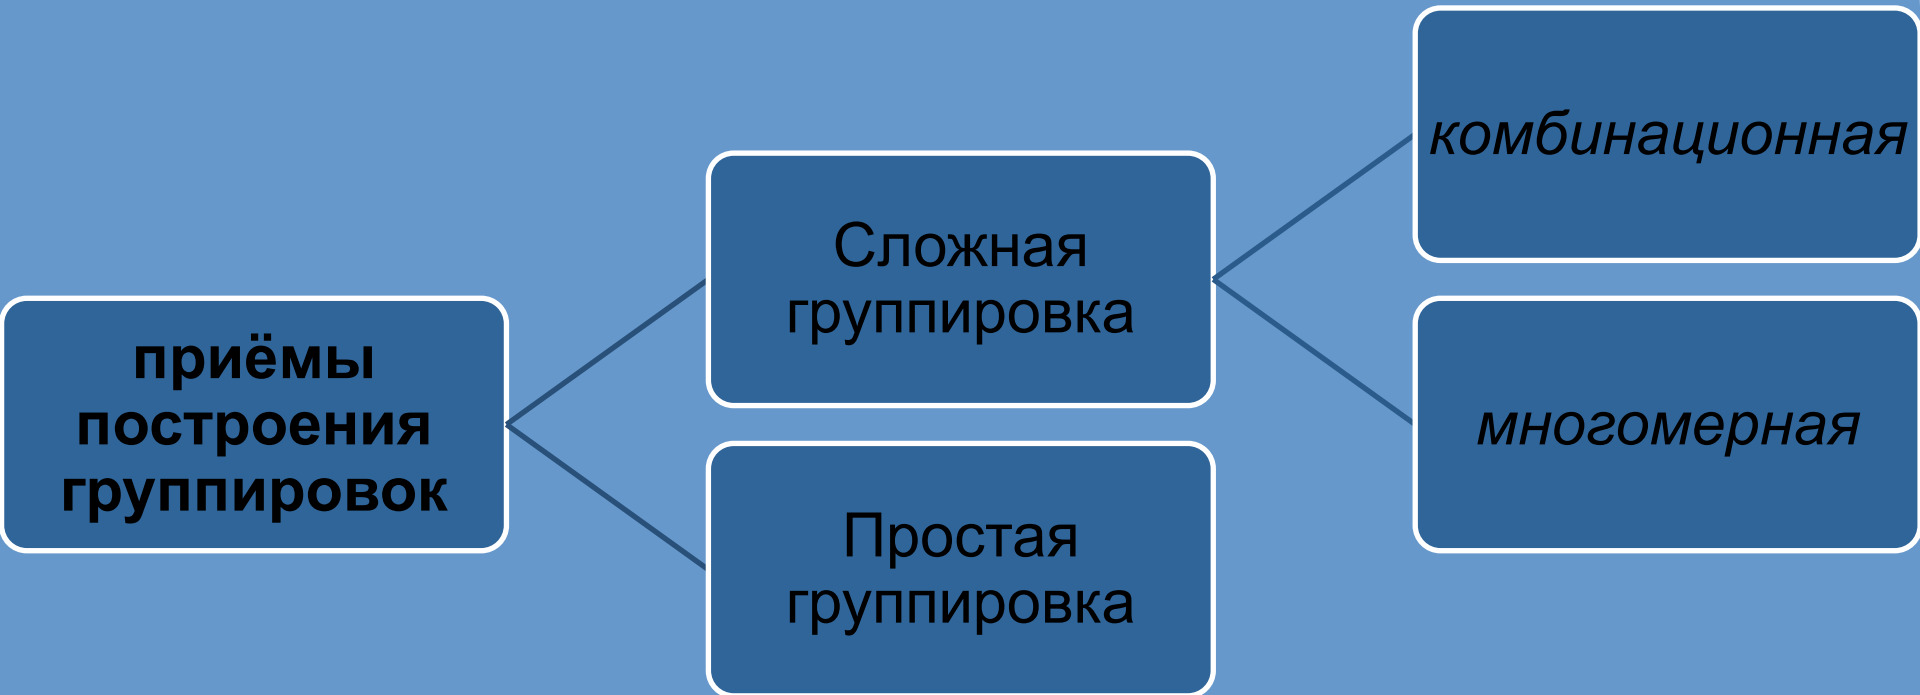 приёмы
построения
группировок
Сложная
группировка
Простая
группировка
комбинационная
многомерная